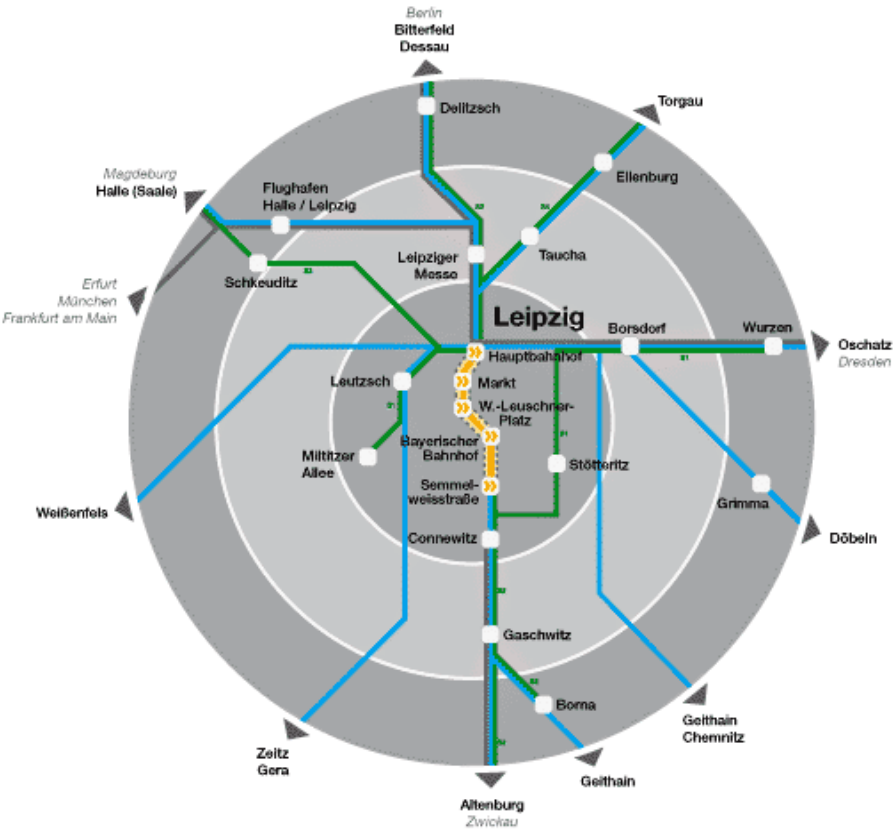 Berlin
Bitterfeld
Dessau
Delitzsch
Torgau
Ellenburg
Magdeburg
Halle (Saale)
Flughafen
Halle / Leipzig
Taucha
Leipziger
Messe
Schkeuditz
Erfurt
München
Frankfurt am Main
Leipzig
Borsdorf
Wurzen
Oschatz
Dresden
Hauptbahnhof
Leutzsch
Markt
W.-Leuschner-
Platz
Bayerischer
Bahnhof
Miltitzer
Allee
Stötteritz
Semmel-
weisstraße
Grimma
Weißenfels
Connewitz
Döbeln
Gaschwitz
Borna
Geithain
Chemnitz
Zeitz
Gera
Geithain
Altenburg
Zwickau